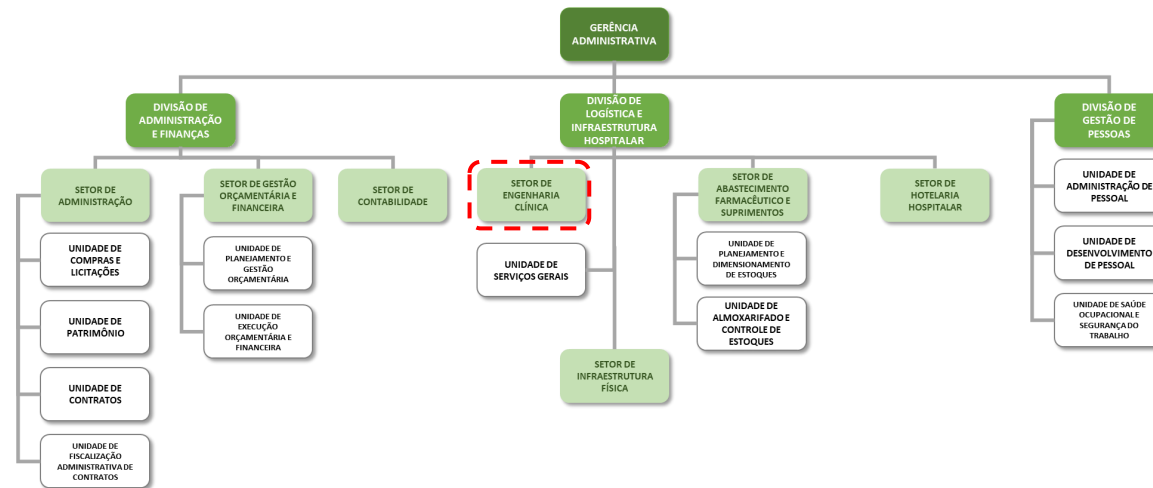 GERÊNCIA
ADMINISTRATIVA
DIVISÃO DE
ADMINISTRAÇÃO
E FINANÇAS
DIVISÃO DE
LOGÍSTICA E
INFRAESTRUTURA
HOSPITALAR
DIVISÃO DE
GESTÃO DE
PESSOAS
SETOR DE
ADMINISTRAÇÃO
SETOR DE GESTÃO
ORÇAMENTÁRIA E
FINANCEIRA
SETOR DE
CONTABILIDADE
SETOR DE
ENGENHARIA
CLÍNICA
SETOR DE
ABASTECIMENTO
FARMACÊUTICO E
SUPRIMENTOS
SETOR DE
HOTELARIA
HOSPITALAR
UNIDADE DE
ADMINISTRAÇÃO DE
PESSOAL
UNIDADE DE
COMPRAS E
LICITAÇÕES
UNIDADE DE
PLANEJAMENTO E
GESTÃO
ORÇAMENTÁRIA
UNIDADE DE
SERVIÇOS GERAIS
UNIDADE DE
PLANEJAMENTO E
DIMENSIONAMENTO
DE ESTOQUES
UNIDADE DE
DESENVOLVIMENTO
DE PESSOAL
UNIDADE DE
PATRIMÔNIO
UNIDADE DE
EXECUÇÃO
ORÇAMENTÁRIA E
FINANCEIRA
UNIDADE DE
ALMOXARIFADO E
CONTROLE DE
ESTOQUES
UNIDADE DE SAÚDE
OCUPACIONAL E
SEGURANÇA DO
TRABALHO
UNIDADE DE
CONTRATOS
SETOR DE
INFRAESTRUTURA
FÍSICA
UNIDADE DE
FISCALIZAÇÃO
ADMINISTRATIVA DE
CONTRATOS